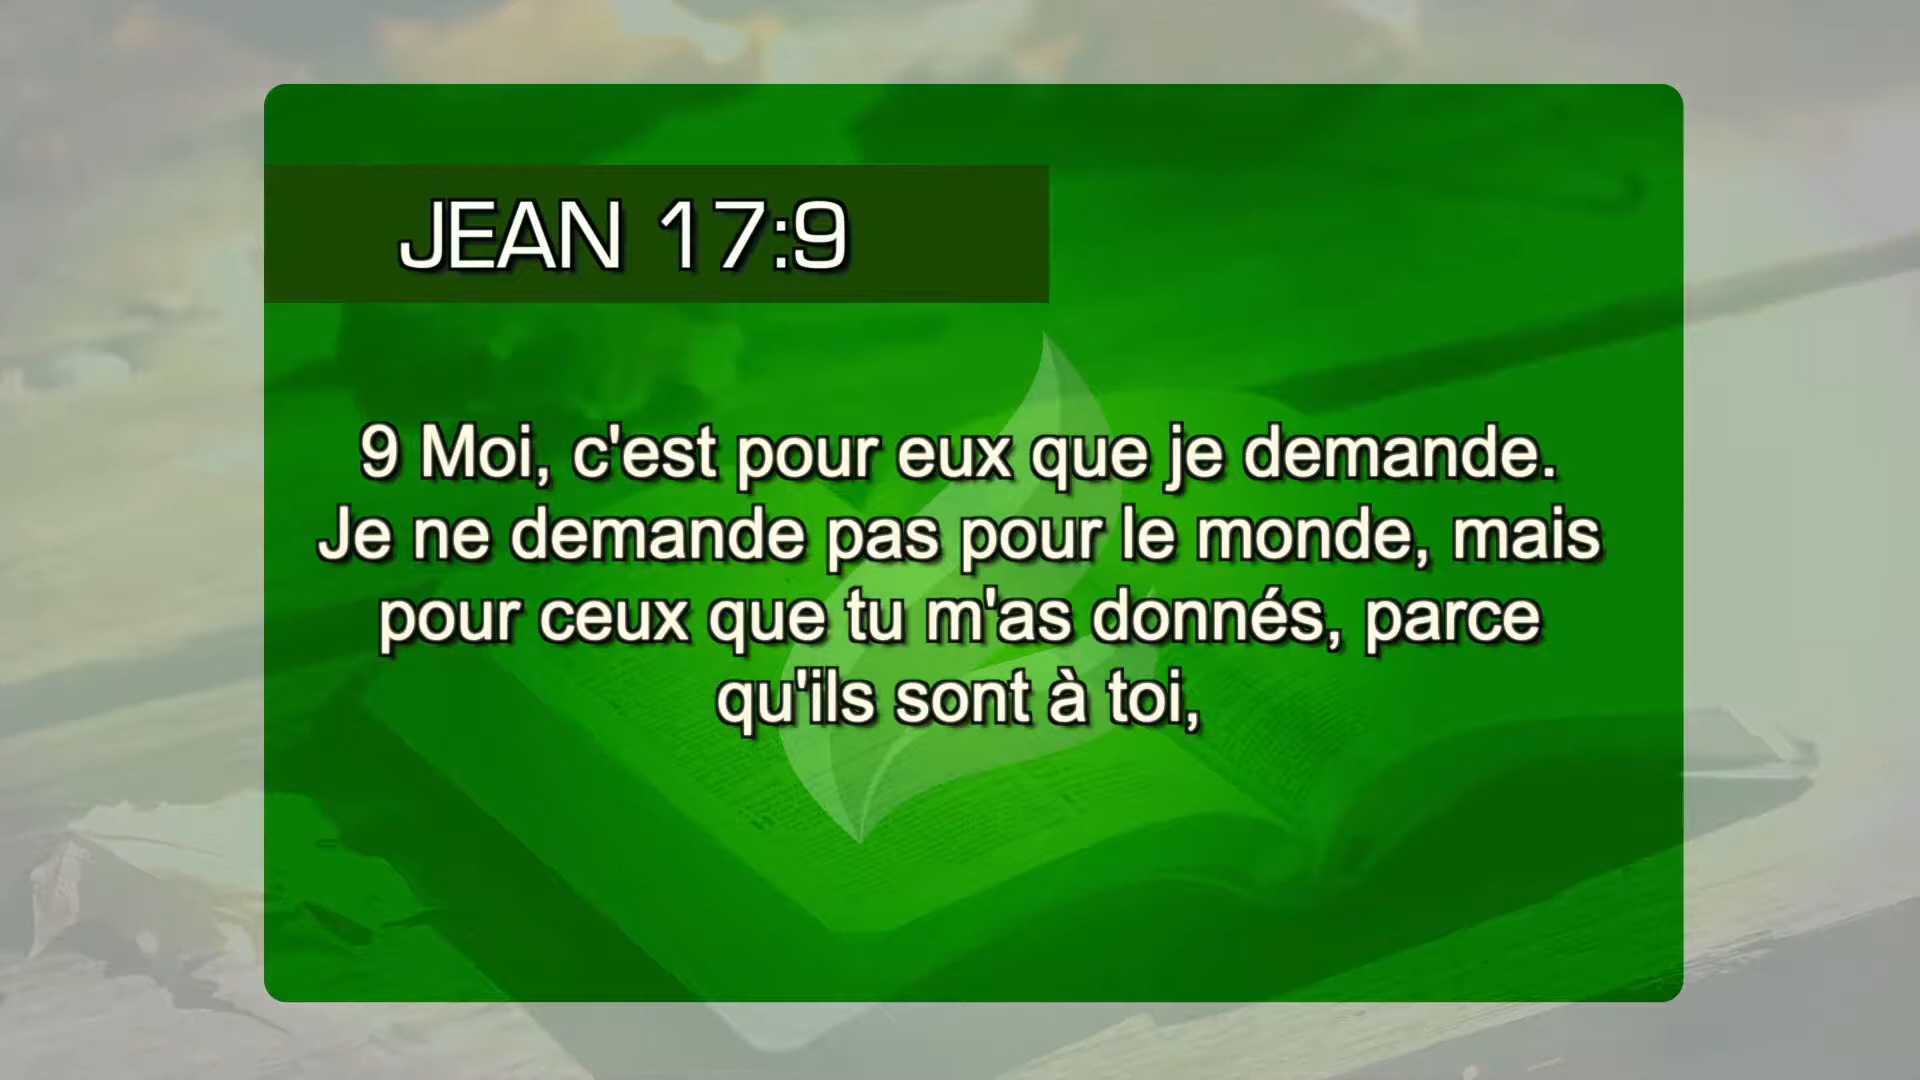 JEAN 17:9
9 Moi, c'est pour eux que je demande.
Je ne demande pas pour le monde, mais
pour ceux que tu m'as donnés, parce
qu'ils sont à toi,